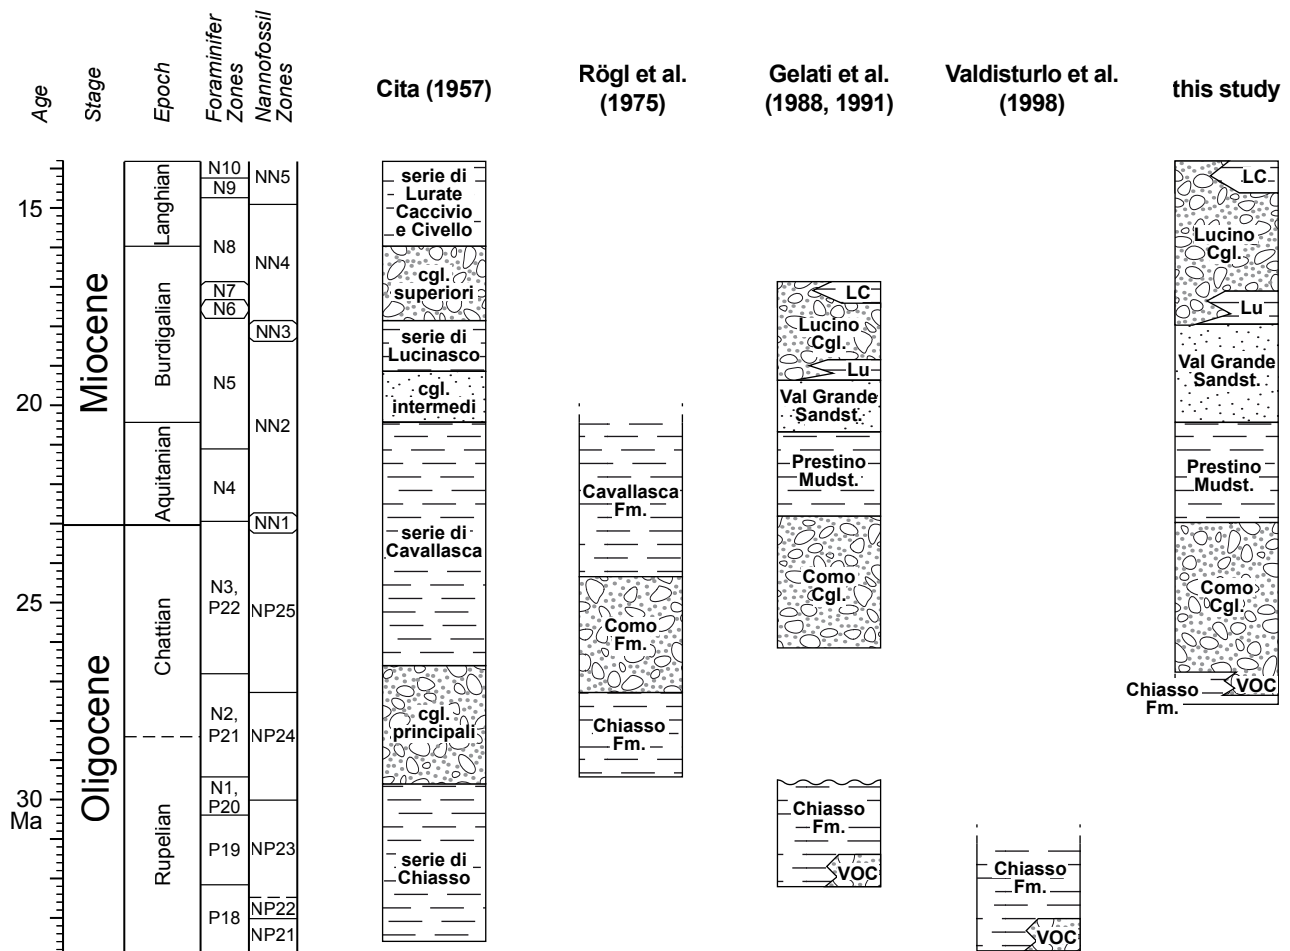 Age
Stage
Epoch
Foraminifer
Zones
Nannofossil
Zones
Cita (1957)
Rögl et al.
(1975)
Gelati et al.
(1988, 1991)
Valdisturlo et al.
(1998)
this study
15
20
25
30
Ma
Miocene
Oligocene
Langhian
Burdigalian
Aquitanian
Chattian
Rupelian
N10
N9
N8
N7
N6
N5
N4
N3,
P22
N2,
P21
N1,
P20
P19
P18
NN5
NN4
NN3
NN2
NN1
NP25
NP24
NP23
NP22
NP21
serie di
Lurate
Caccivio
e Civello
cgl.
superiori
serie di
Lucinasco
cgl.
intermedi
serie di
Cavallasca
cgl.
principali
serie di
Chiasso
Cavallasca
Fm.
Como
Fm.
Chiasso
Fm.
LC
Lucino
Cgl.
Lu
Val Grande
Sandst.
Prestino
Mudst.
Como
Cgl.
Chiasso
Fm.
VOC
Chiasso
Fm.
VOC
LC
Lucino
Cgl.
Lu
Val Grande
Sandst.
Prestino
Mudst.
Como
Cgl.
VOC
Chiasso
Fm.